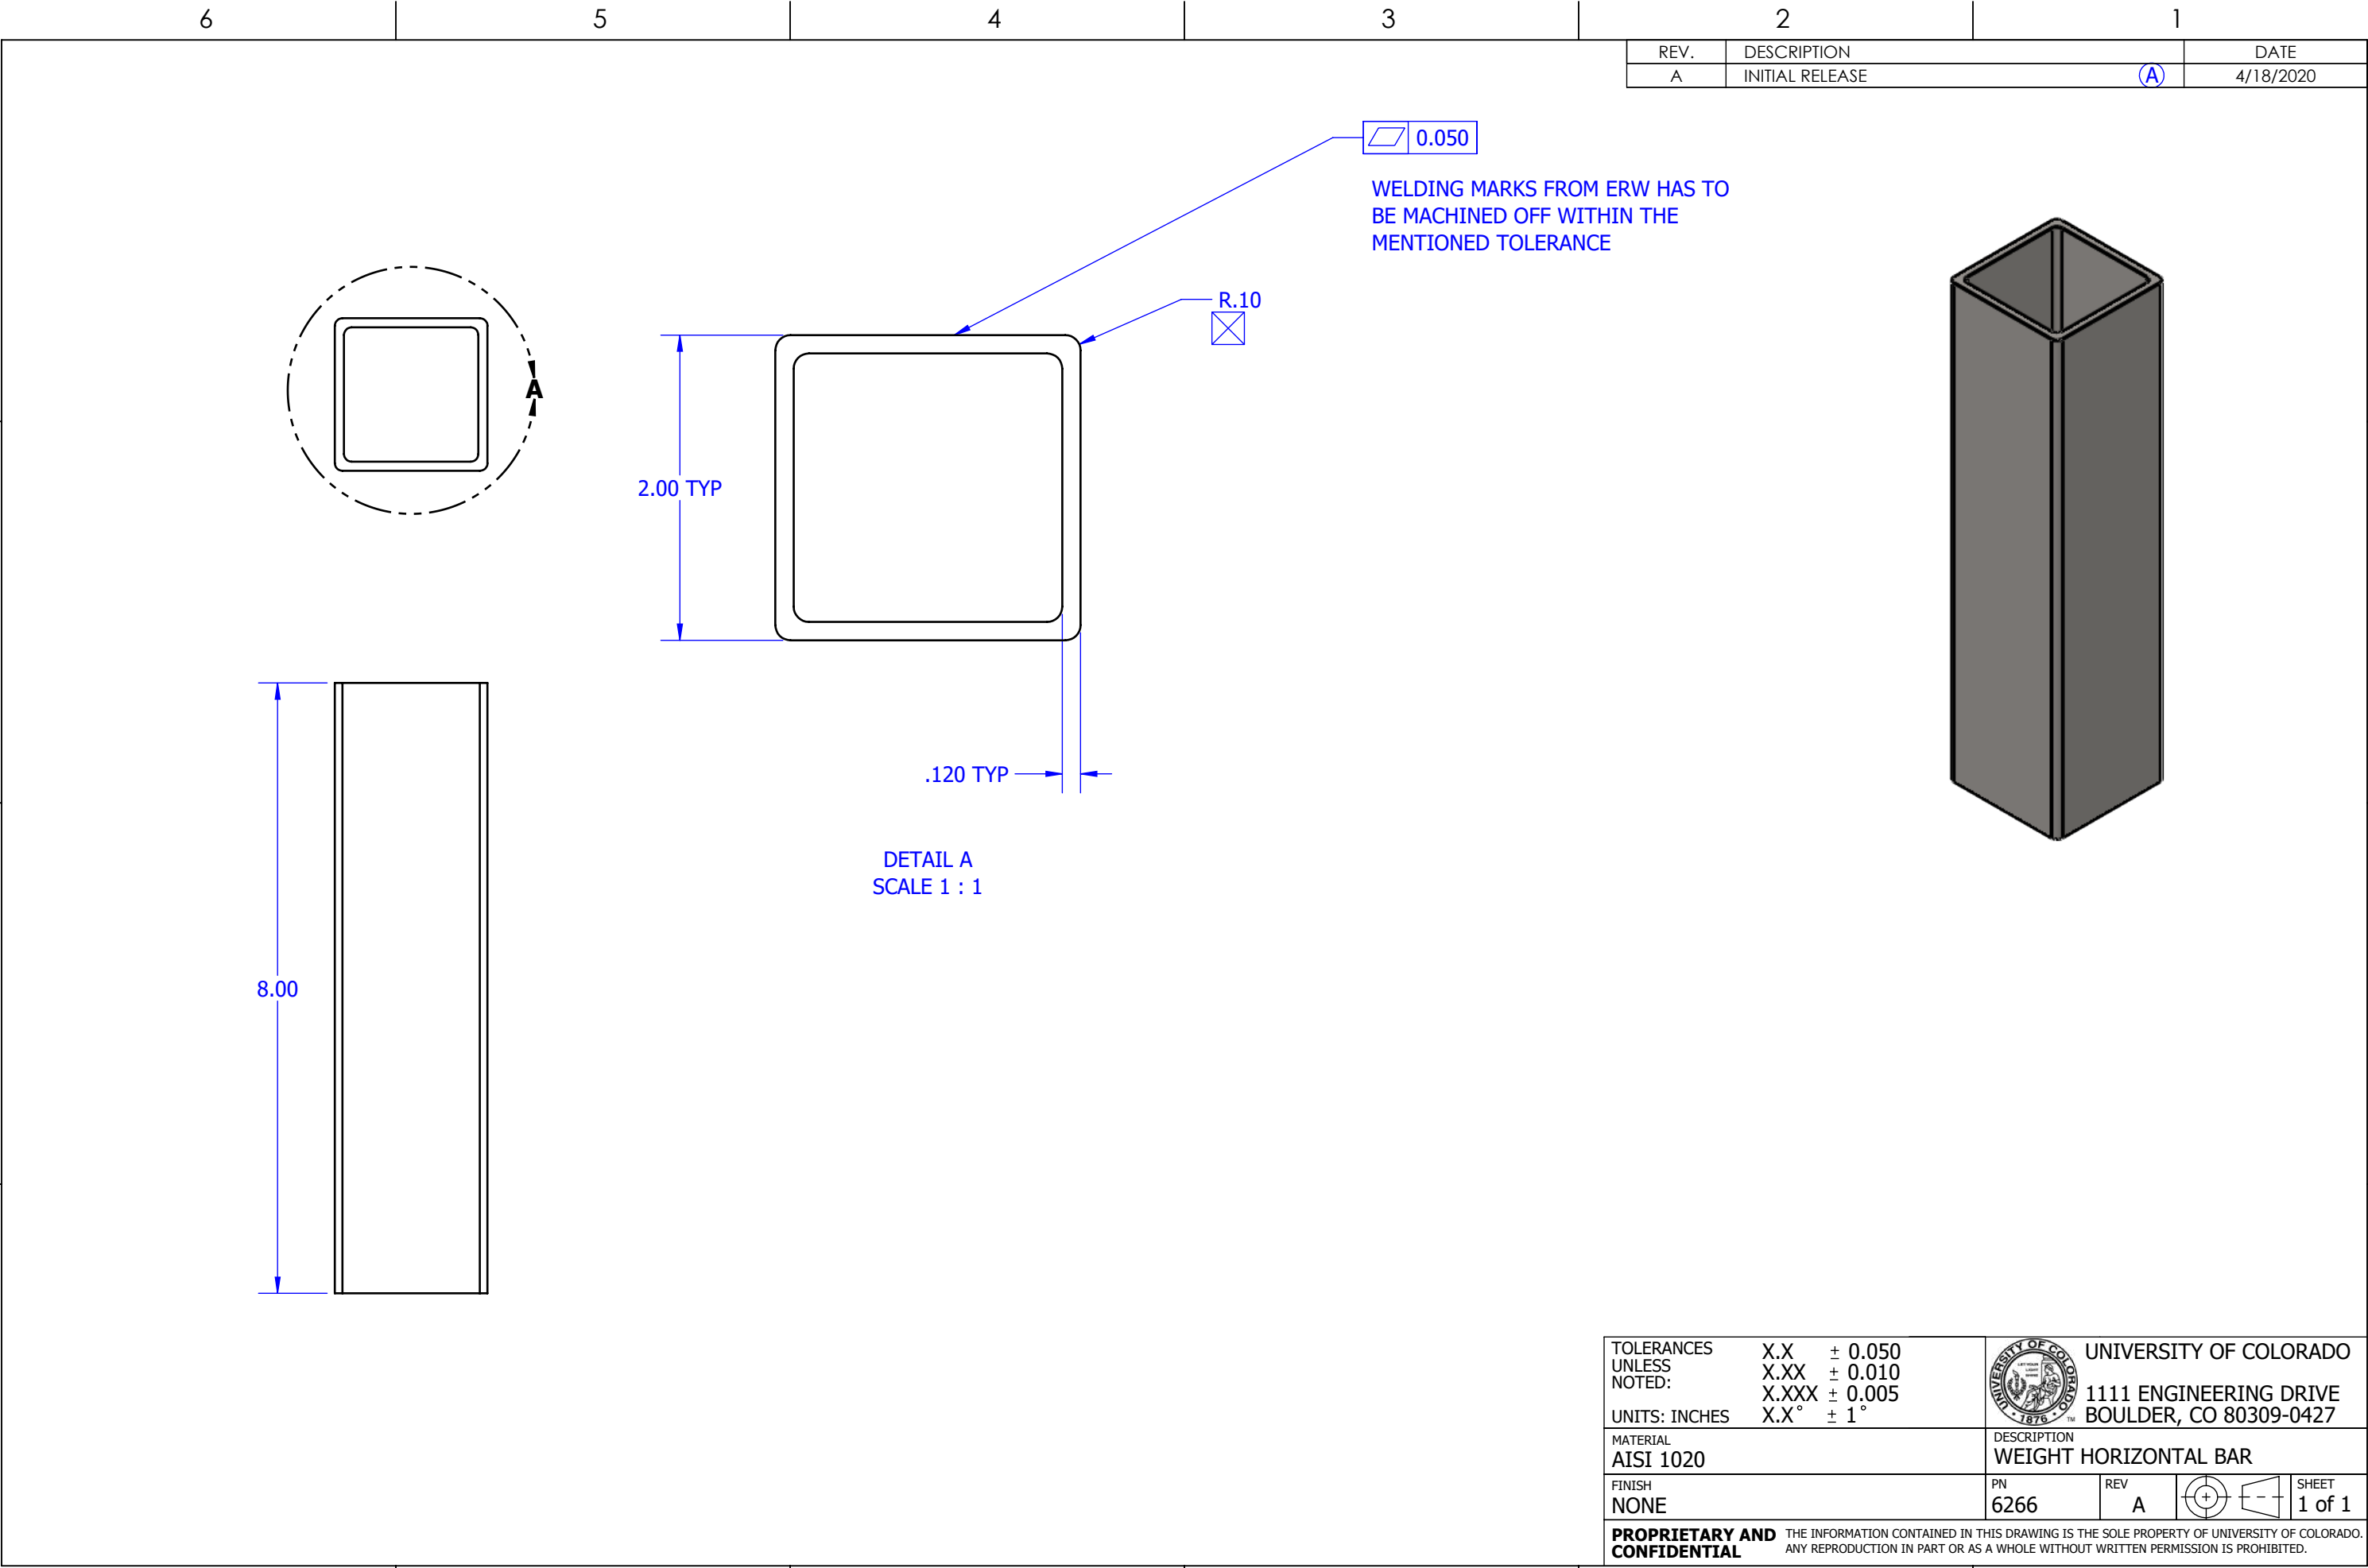 6 5 4 3 2 1
REV. DESCRIPTION DATE
A INITIAL RELEASE A 4/18/2020
0.050
WELDING MARKS FROM ERW HAS TO
BE MACHINED OFF WITHIN THE
MENTIONED TOLERANCE
R.10
A
2.00 TYP
.120 TYP
DETAIL A
SCALE 1 : 1
8.00
TOLERANCES
UNLESS
NOTED:
UNITS: INCHES
X.X ± 0.050
X.XX ± 0.010
X.XXX ± 0.005
X.X° ± 1°
UNIVERSITY OF COLORADO
1876
TM
UNIVERSITY OF COLORADO
1111 ENGINEERING DRIVE
BOULDER, CO 80309-0427
MATERIAL
AISI 1020
DESCRIPTION
WEIGHT HORIZONTAL BAR
FINISH
NONE
PN
6266
REV
A
SHEET
1 of 1
PROPRIETARY AND
CONFIDENTIAL
THE INFORMATION CONTAINED IN THIS DRAWING IS THE SOLE PROPERTY OF UNIVERSITY OF COLORADO.
ANY REPRODUCTION IN PART OR AS A WHOLE WITHOUT WRITTEN PERMISSION IS PROHIBITED.